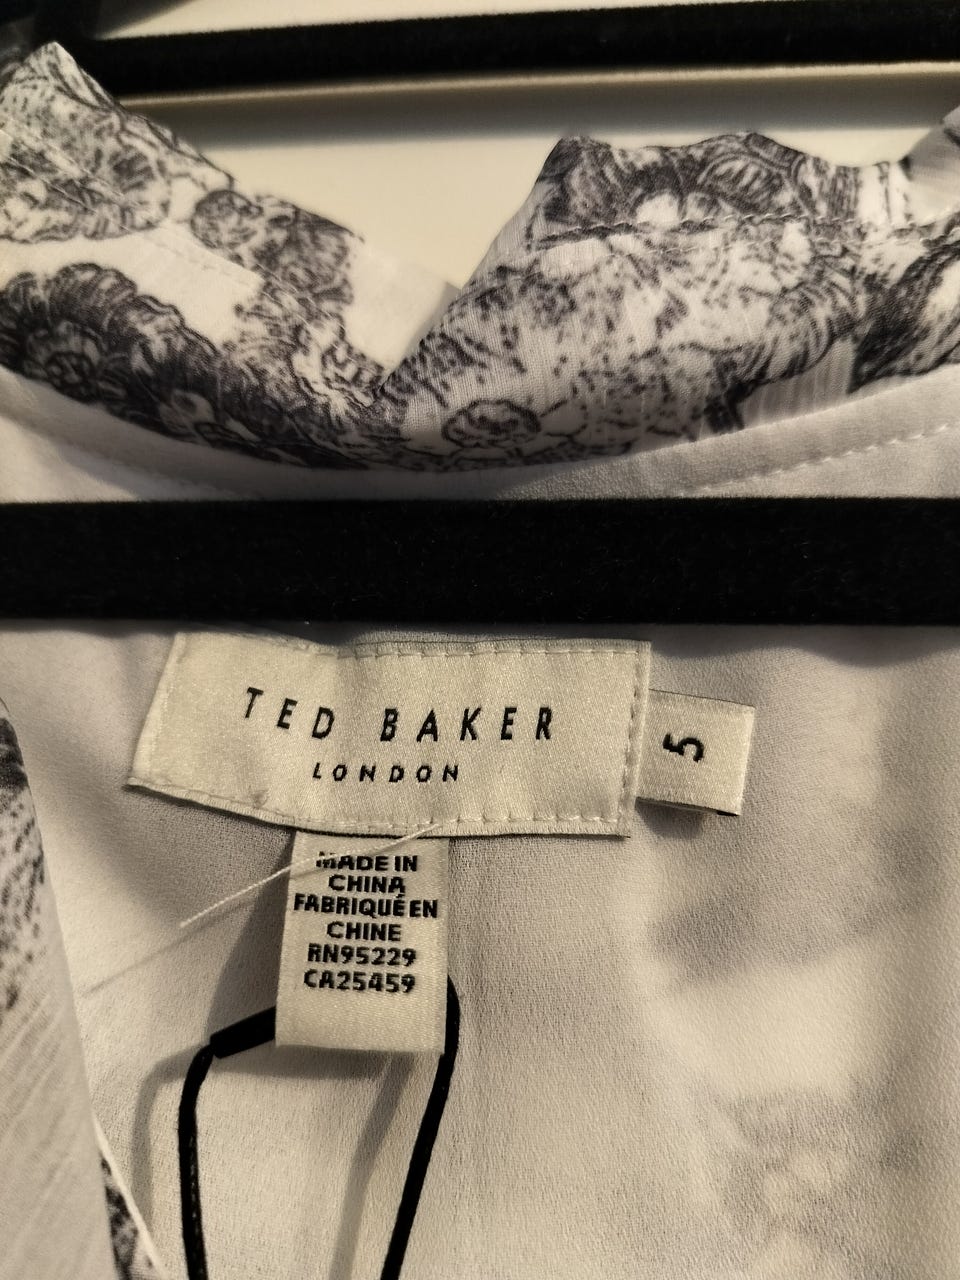 TED BAKER
LONDON
5
MADE IN
CHINA
FABRIQUÉ EN
CHINE
RN95229
CA25459